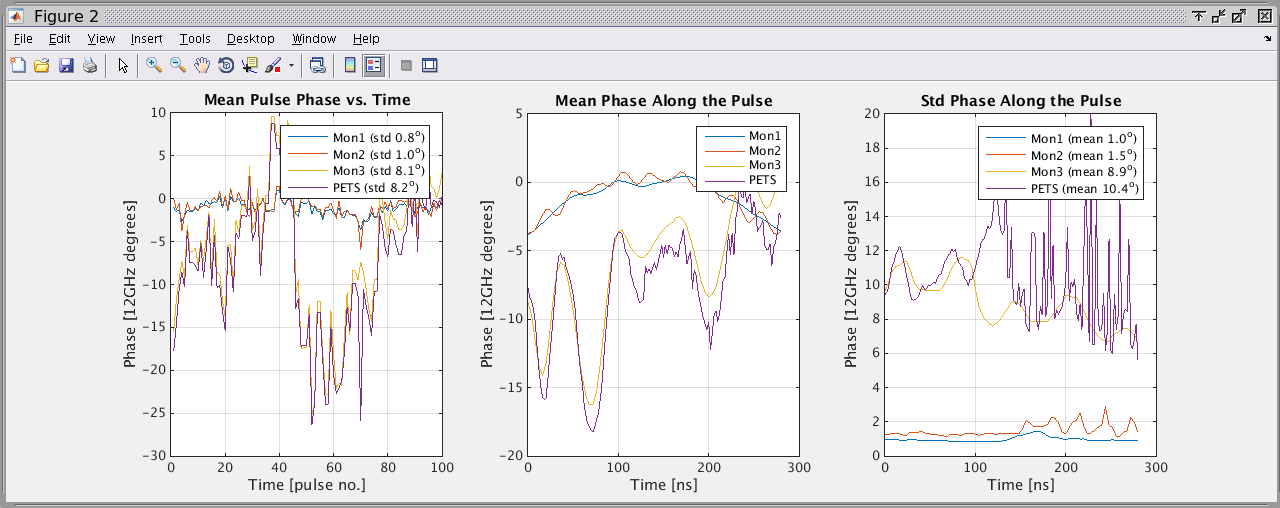 Figure 2
File Edit View Insert Tools Desktop Window Help
Mean Pulse Phase vs. Time
Phase [12GHz degrees]
10
5
0
−5
−10
−15
−20
−25
−30
0 20 40 60 80 100
Time [pulse no.]
Mon1 (std 0.8°)
Mon2 (std 1.0°)
Mon3 (std 8.1°)
PETS (std 8.2°)
Mean Phase Along the Pulse
Phase [12GHz degrees]
5
0
−5
−10
−15
−20
0 100 200 300
Time [ns]
Mon1
Mon2
Mon3
PETS
Std Phase Along the Pulse
Phase [12GHz degrees]
20
18
16
14
12
10
8
6
4
2
0
0 100 200 300
Time [ns]
Mon1 (mean 1.0°)
Mon2 (mean 1.5°)
Mon3 (mean 8.9°)
PETS (mean 10.4°)